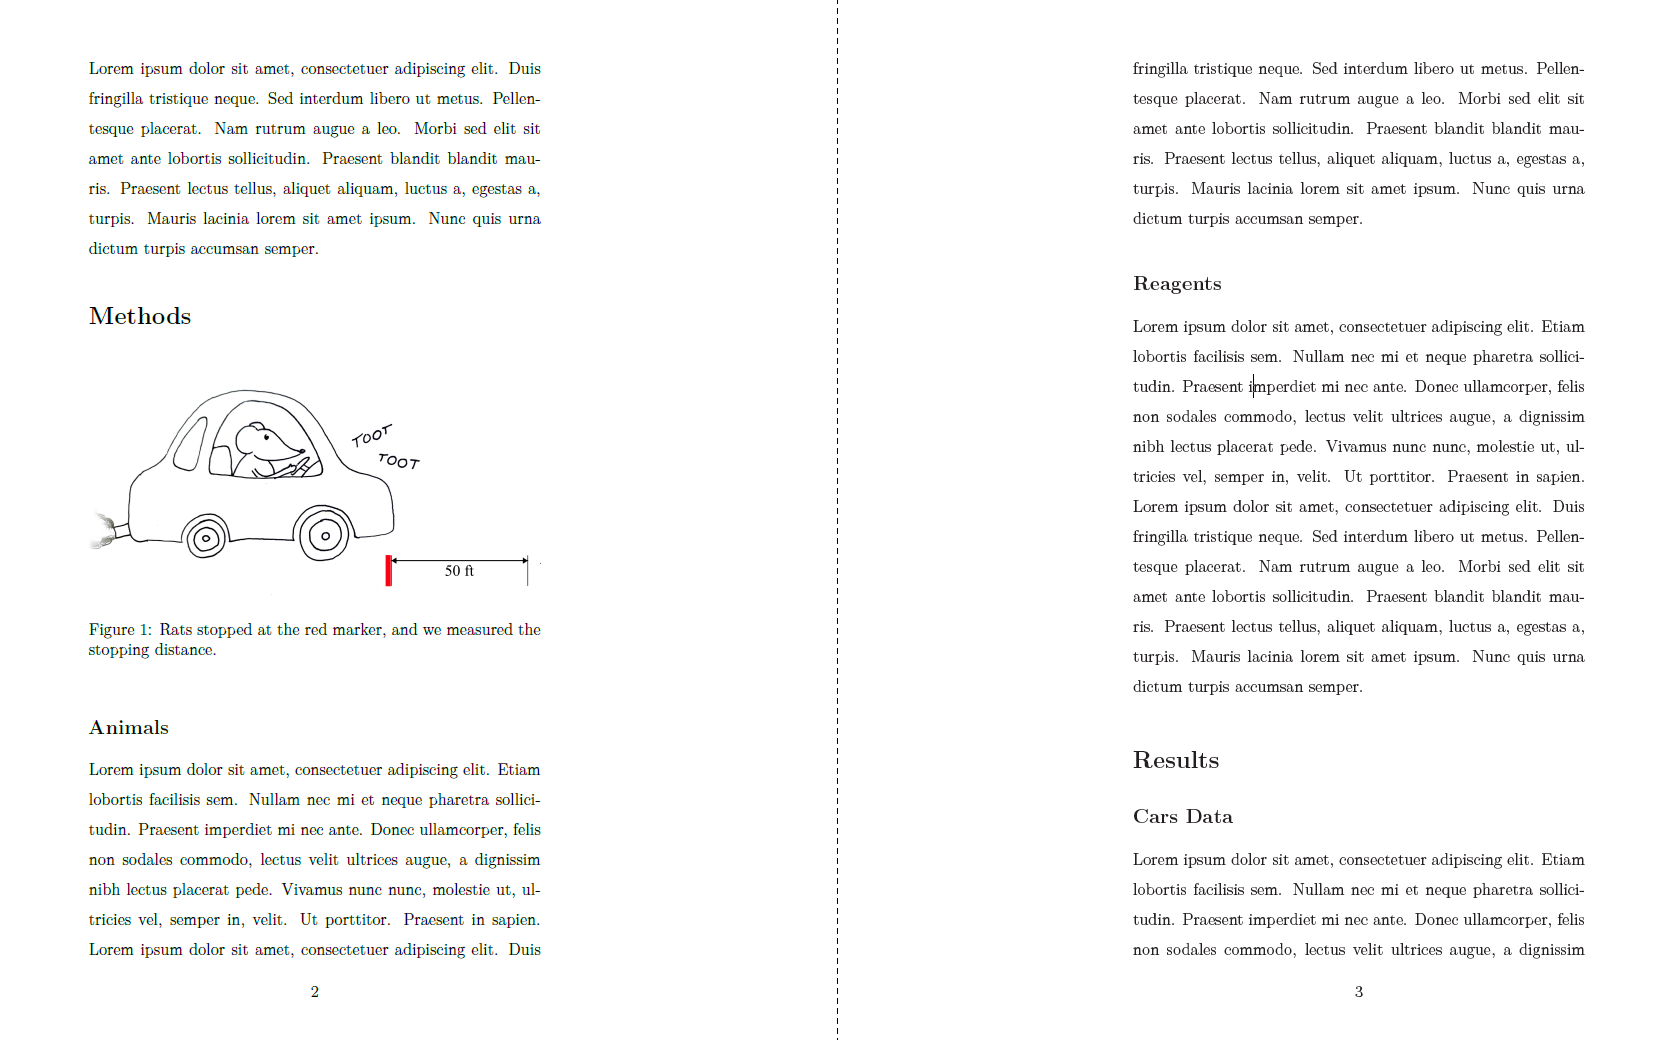 Lorem ipsum dolor sit amet, consectetuer adipiscing elit. Duis
fringilla tristique neque. Sed interdum libero ut metus. Pellen-
tesque placerat. Nam rutrum augue a leo. Morbi sed elit sit
amet ante lobortis sollicitudin. Praesent blandit blandit mau-
ris. Praesent lectus tellus, aliquet aliquam, luctus a, egestas a,
turpis. Mauris lacinia lorem sit amet ipsum. Nunc quis urna
dictum turpis accumsan semper.
Methods
TOOT
TOOT
50 ft
Figure 1: Rats stopped at the red marker, and we measured the
stopping distance.
Animals
Lorem ipsum dolor sit amet, consectetuer adipiscing elit. Etiam
lobortis facilisis sem. Nullam nec mi et neque pharetra sollici-
tudin. Praesent imperdiet mi nec ante. Donec ullamcorper, felis
non sodales commodo, lectus velit ultrices augue, a dignissim
nibh lectus placerat pede. Vivamus nunc nunc, molestie ut, ul-
tricies vel, semper in, velit. Ut porttitor. Praesent in sapien.
Lorem ipsum dolor sit amet, consectetuer adipiscing elit. Duis
2
fringilla tristique neque. Sed interdum libero ut metus. Pellen-
tesque placerat. Nam rutrum augue a leo. Morbi sed elit sit
amet ante lobortis sollicitudin. Praesent blandit blandit mau-
ris. Praesent lectus tellus, aliquet aliquam, luctus a, egestas a,
turpis. Mauris lacinia lorem sit amet ipsum. Nunc quis urna
dictum turpis accumsan semper.
Reagents
Lorem ipsum dolor sit amet, consectetuer adipiscing elit. Etiam
lobortis facilisis sem. Nullam nec mi et neque pharetra sollici-
tudin. Praesent imperdiet mi nec ante. Donec ullamcorper, felis
non sodales commodo, lectus velit ultrices augue, a dignissim
nibh lectus placerat pede. Vivamus nunc nunc, molestie ut, ul-
tricies vel, semper in, velit. Ut porttitor. Praesent in sapien.
Lorem ipsum dolor sit amet, consectetuer adipiscing elit. Duis
fringilla tristique neque. Sed interdum libero ut metus. Pellen-
tesque placerat. Nam rutrum augue a leo. Morbi sed elit sit
amet ante lobortis sollicitudin. Praesent blandit blandit mau-
ris. Praesent lectus tellus, aliquet aliquam, luctus a, egestas a,
turpis. Mauris lacinia lorem sit amet ipsum. Nunc quis urna
dictum turpis accumsan semper.
Results
Cars Data
Lorem ipsum dolor sit amet, consectetuer adipiscing elit. Etiam
lobortis facilisis sem. Nullam nec mi et neque pharetra sollici-
tudin. Praesent imperdiet mi nec ante. Donec ullamcorper, felis
non sodales commodo, lectus velit ultrices augue, a dignissim
3